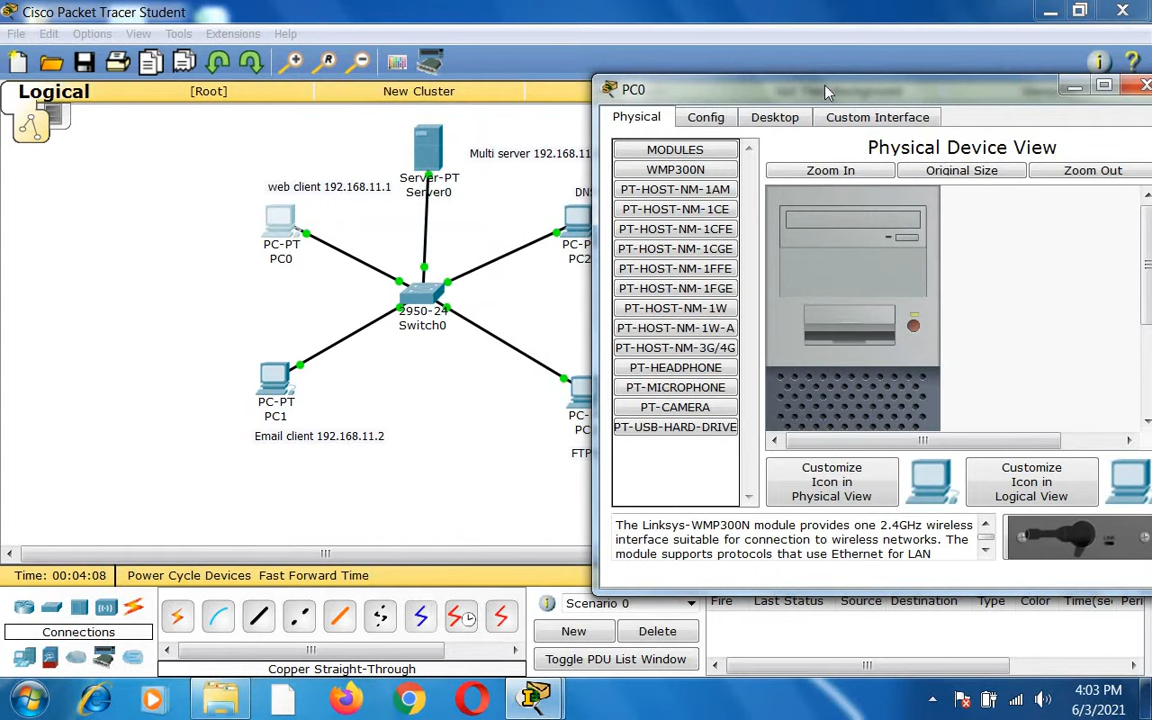 Cisco Packet Tracer Student
File Edit Options View Tools Extensions Help
Logical
[Root]
New Cluster
Server-PT
Server0
Multi server 192.168.11
web client 192.168.11.1
PC-PT
PC0
DN
PC-P
PC2
2950-24
Switch0
PC-PT
PC1
Email client 192.168.11.2
PC-
PC
FTP
PC0
Physical Config Desktop Custom Interface
MODULES
WMP300N
PT-HOST-NM-1AM
PT-HOST-NM-1CE
PT-HOST-NM-1CFE
PT-HOST-NM-1CGE
PT-HOST-NM-1FFE
PT-HOST-NM-1FGE
PT-HOST-NM-1W
PT-HOST-NM-1W-A
PT-HOST-NM-3G/4G
PT-HEADPHONE
PT-MICROPHONE
PT-CAMERA
PT-USB-HARD-DRIVE
Physical Device View
Zoom In Original Size Zoom Out
Customize
Icon in
Physical View
Customize
Icon in
Logical View
The Linksys-WMP300N module provides one 2.4GHz wireless
interface suitable for connection to wireless networks. The
module supports protocols that use Ethernet for LAN
Time: 00:04:08 Power Cycle Devices Fast Forward Time
Connections
Copper Straight-Through
Scenario 0
New Delete
Toggle PDU List Window
Fire Last Status Source Destination Type Color Time(se Peri
4:03 PM
6/3/2021